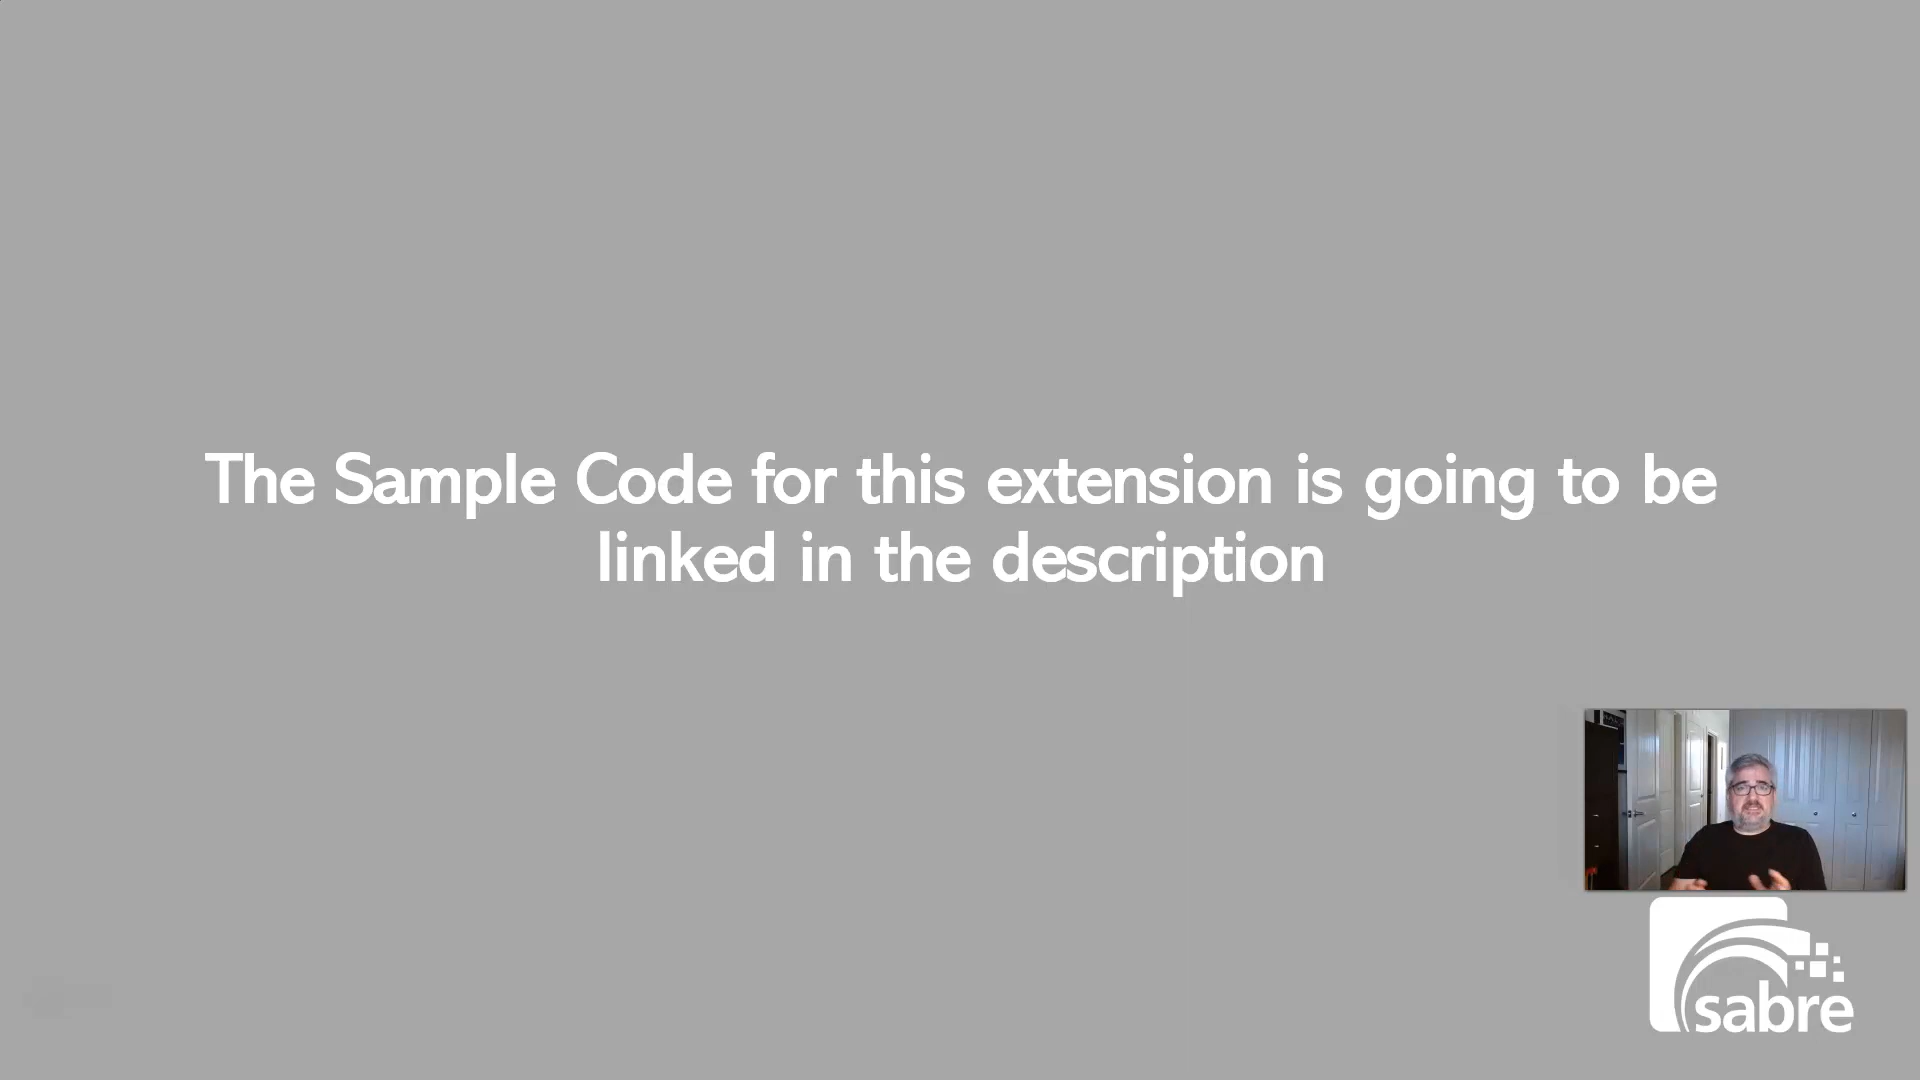 The Sample Code for this extension is going to be
linked in the description
sabre